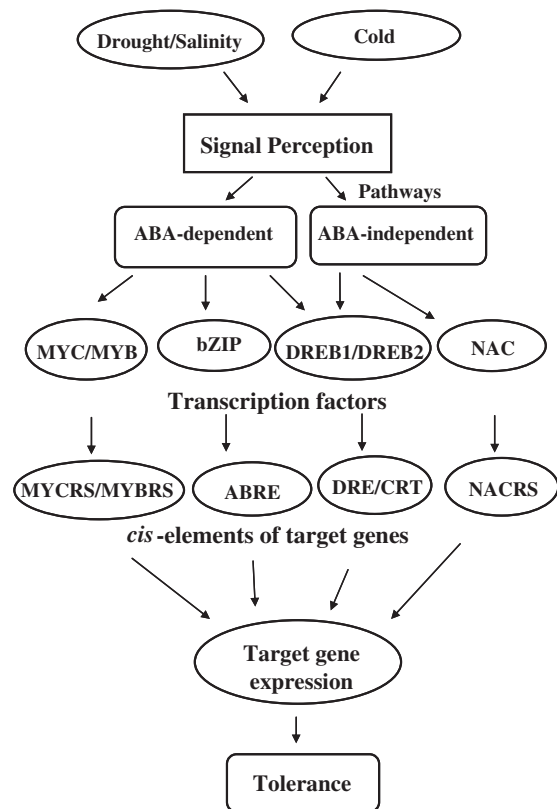 Drought/Salinity
Cold
Signal Perception
Pathways
ABA-dependent
ABA-independent
MYC/MYB
bZIP
DREB1/DREB2
NAC
Transcription factors
MYCRS/MYBRS
ABRE
DRE/CRT
NACRS
cis-elements of target genes
Target gene
expression
Tolerance